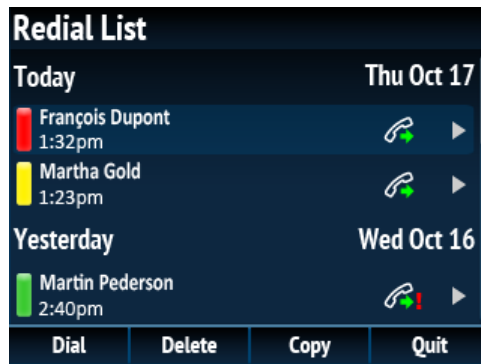 Redial List
Today Thu Oct 17
François Dupont
1:32pm
Martha Gold
1:23pm
Yesterday Wed Oct 16
Martin Pederson
2:40pm
Dial Delete Copy Quit